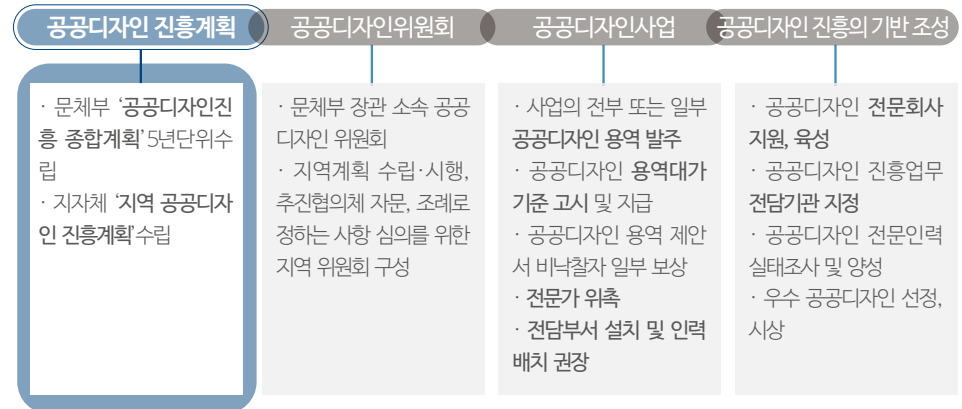 공공디자인 진흥계획
공공디자인위원회
공공디자인사업
공공디자인 진흥의 기반 조성
· 문체부 ‘공공디자인진
흥 종합계획’ 5년단위수
립
· 지자체 ‘지역 공공디자
인 진흥계획’수립
· 문체부 장관 소속 공공
디자인 위원회
· 지역계획 수립·시행,
추진협의체 자문, 조례로
정하는 사항 심의를 위한
지역 위원회 구성
· 사업의 전부 또는 일부
공공디자인 용역 발주
· 공공디자인 용역대가
기준 고시 및 지급
· 공공디자인 용역 제안
서 비낙찰자 일부 보상
· 전문가 위촉
· 전담부서 설치 및 인력
배치 권장
· 공공디자인 전문회사
지원, 육성
· 공공디자인 진흥업무
전담기관 지정
· 공공디자인 전문인력
실태조사 및 양성
· 우수 공공디자인 선정,
시상